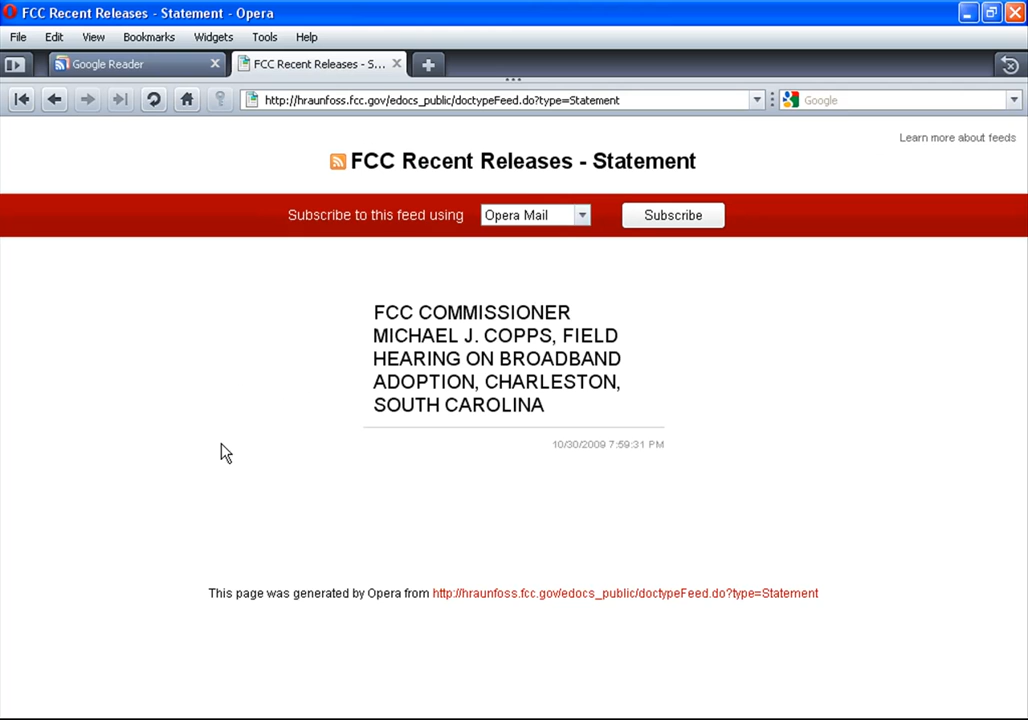 FCC Recent Releases - Statement - Opera
File Edit View Bookmarks Widgets Tools Help
Google Reader
FCC Recent Releases - S...
http://hraunfoss.fcc.gov/edocs_public/doctypeFeed.do?type=Statement
Google
Learn more about feeds
FCC Recent Releases - Statement
Subscribe to this feed using Opera Mail Subscribe
FCC COMMISSIONER
MICHAEL J. COPPS, FIELD
HEARING ON BROADBAND
ADOPTION, CHARLESTON,
SOUTH CAROLINA
10/30/2009 7:59:31 PM
This page was generated by Opera from http://hraunfoss.fcc.gov/edocs_public/doctypeFeed.do?type=Statement